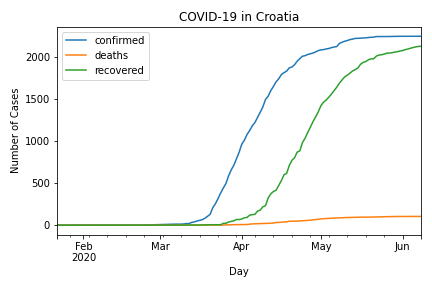 COVID-19 in Croatia
confirmed
deaths
recovered
Number of Cases
2000
1500
1000
500
0
Feb
2020
Mar
Apr
May
Jun
Day